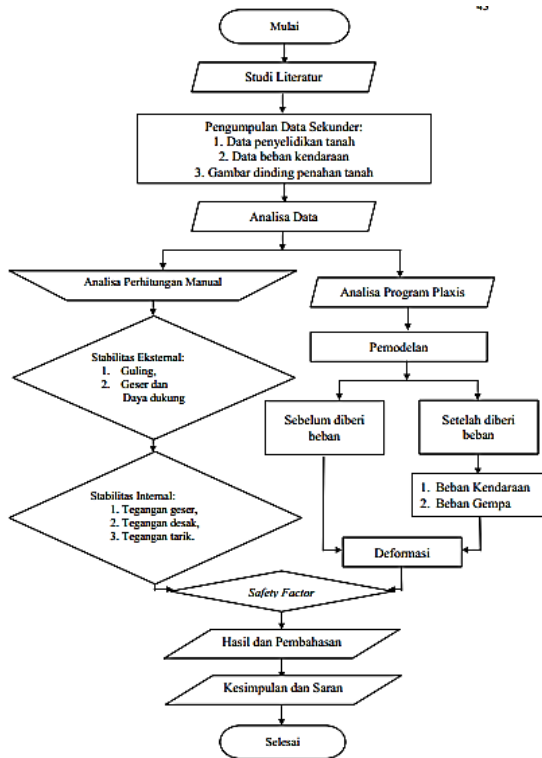 45
Mulai
Studi Literatur
Pengumpulan Data Sekunder:
1. Data penyelidikan tanah
2. Data beban kendaraan
3. Gambar dinding penahan tanah
Analisa Data
Analisa Perhitungan Manual
Stabilitas Eksternal:
1. Guling,
2. Geser dan
Daya dukung
Stabilitas Internal:
1. Tegangan geser,
2. Tegangan desak,
3. Tegangan tarik.
Analisa Program Plaxis
Pemodelan
Sebelum diberi
beban
Setelah diberi
beban
1. Beban Kendaraan
2. Beban Gempa
Deformasi
Safety Factor
Hasil dan Pembahasan
Kesimpulan dan Saran
Selesai